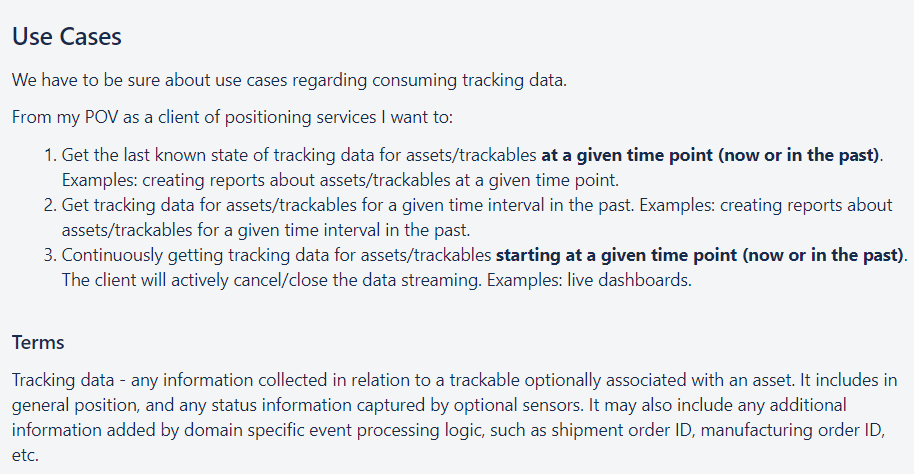 Use Cases
We have to be sure about use cases regarding consuming tracking data.
From my POV as a client of positioning services I want to:
1. Get the last known state of tracking data for assets/trackables at a given time point (now or in the past).
Examples: creating reports about assets/trackables at a given time point.
2. Get tracking data for assets/trackables for a given time interval in the past. Examples: creating reports about
assets/trackables for a given time interval in the past.
3. Continuously getting tracking data for assets/trackables starting at a given time point (now or in the past).
The client will actively cancel/close the data streaming. Examples: live dashboards.
Terms
Tracking data - any information collected in relation to a trackable optionally associated with an asset. It includes in
general position, and any status information captured by optional sensors. It may also include any additional
information added by domain specific event processing logic, such as shipment order ID, manufacturing order ID,
etc.